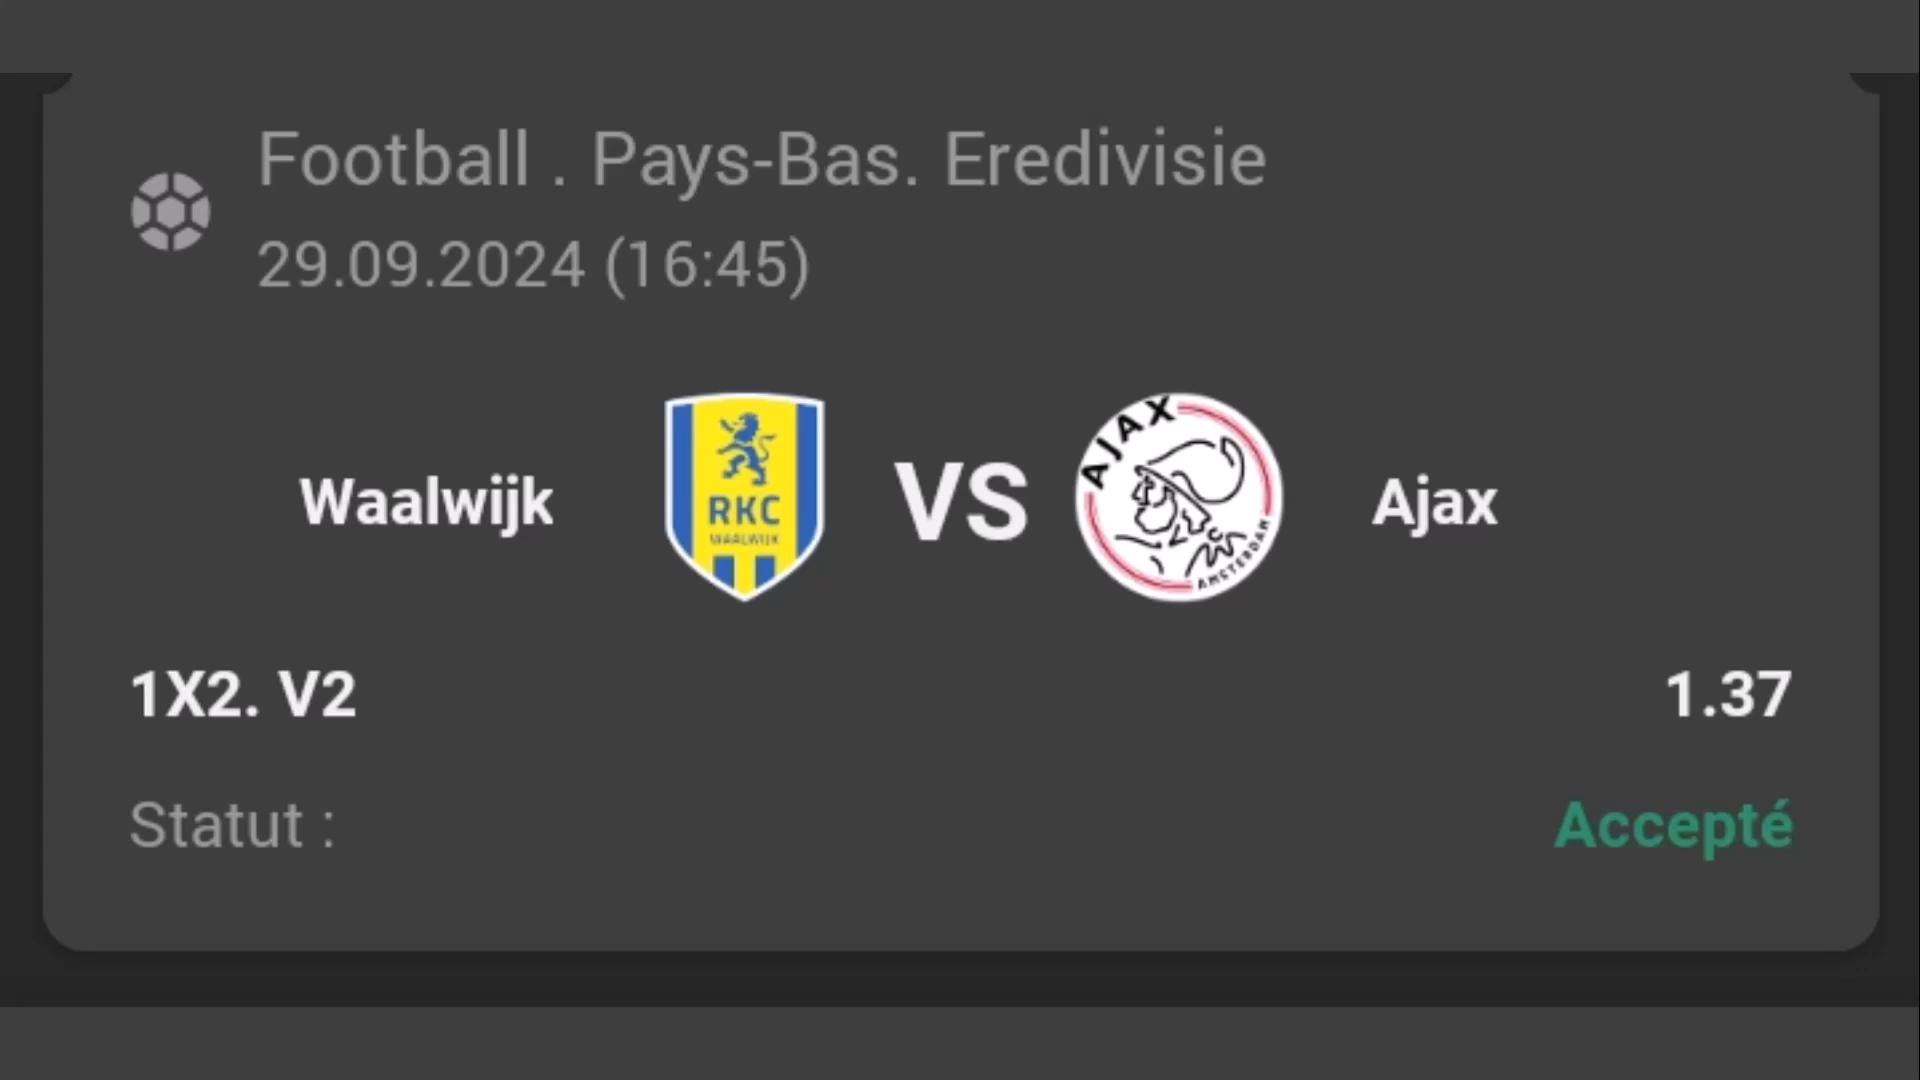 Football . Pays-Bas. Eredivisie
29.09.2024 (16:45)
Waalwijk
RKC
WAALWIJK
VS
AJAX
AMSTERDAM
Ajax
1X2. V2
1.37
Statut :
Accepté